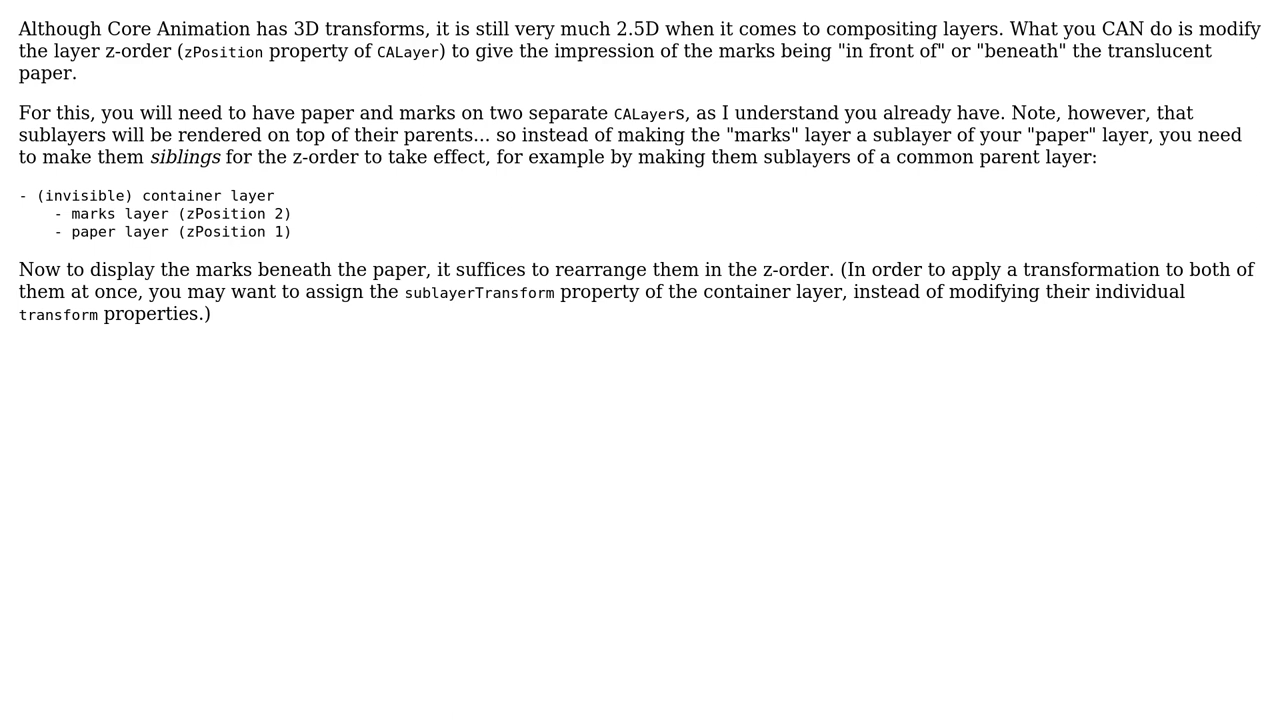 Although Core Animation has 3D transforms, it is still very much 2.5D when it comes to compositing layers. What you CAN do is modify
the layer z-order (zPosition property of CALayer) to give the impression of the marks being "in front of" or "beneath" the translucent
paper.
For this, you will need to have paper and marks on two separate CALayers, as I understand you already have. Note, however, that
sublayers will be rendered on top of their parents... so instead of making the "marks" layer a sublayer of your "paper" layer, you need
to make them siblings for the z-order to take effect, for example by making them sublayers of a common parent layer:
- (invisible) container layer
    - marks layer (zPosition 2)
    - paper layer (zPosition 1)
Now to display the marks beneath the paper, it suffices to rearrange them in the z-order. (In order to apply a transformation to both of
them at once, you may want to assign the sublayerTransform property of the container layer, instead of modifying their individual
transform properties.)